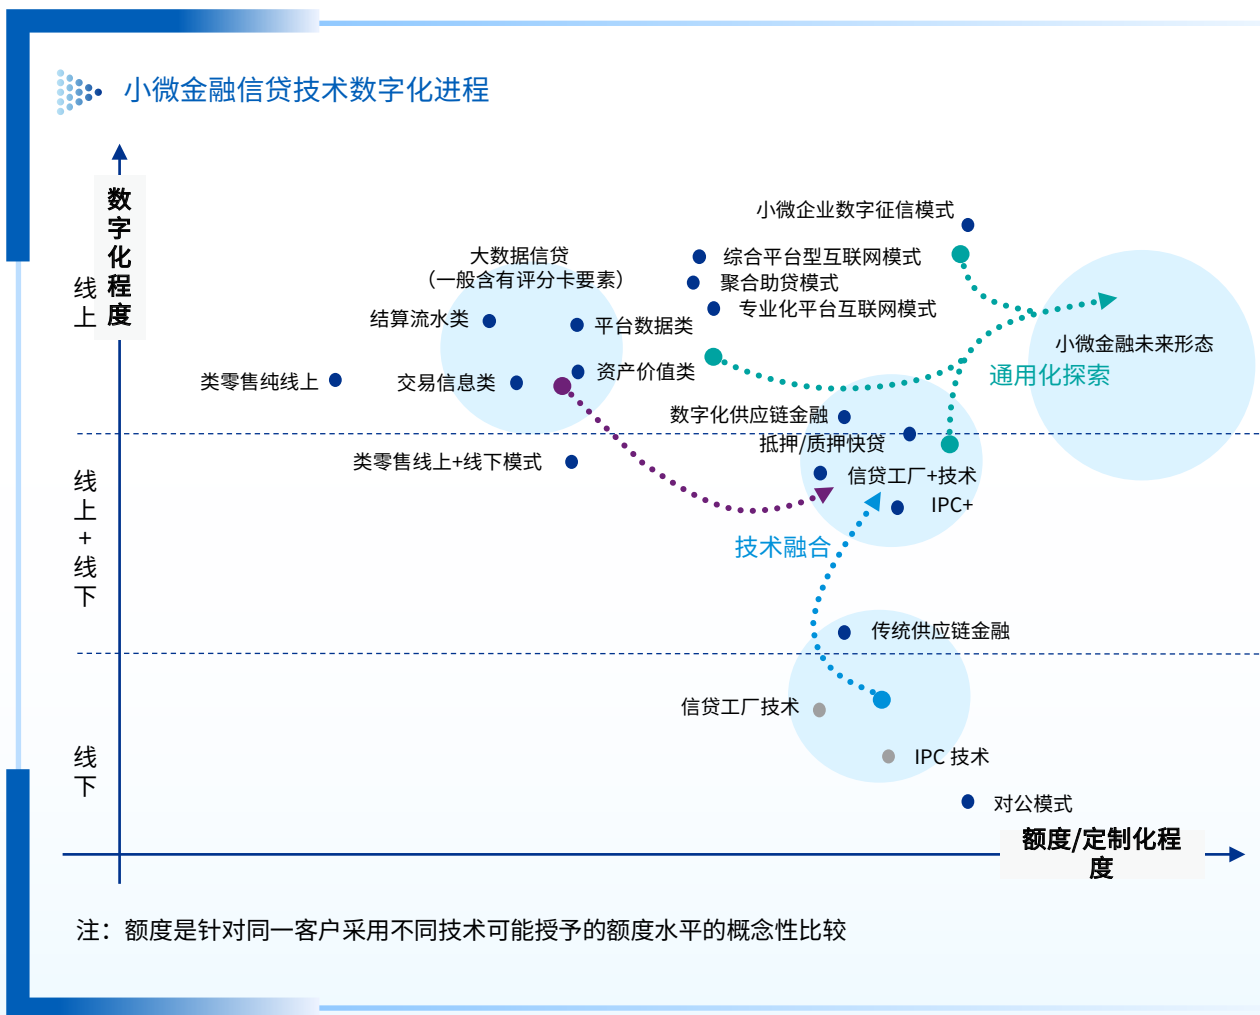 小微金融信贷技术数字化进程
数字化程度
线上
小微企业数字征信模式
大数据信贷
（一般含有评分卡要素）
综合平台型互联网模式
聚合助贷模式
专业化平台互联网模式
结算流水类
平台数据类
小微金融未来形态
类零售纯线上
交易信息类
资产价值类
通用化探索
数字化供应链金融
抵押/质押快贷
类零售线上+线下模式
信贷工厂+技术
IPC+
线上+线下
技术融合
传统供应链金融
信贷工厂技术
IPC 技术
线下
对公模式
额度/定制化程
度
注：额度是针对同一客户采用不同技术可能授予的额度水平的概念性比较